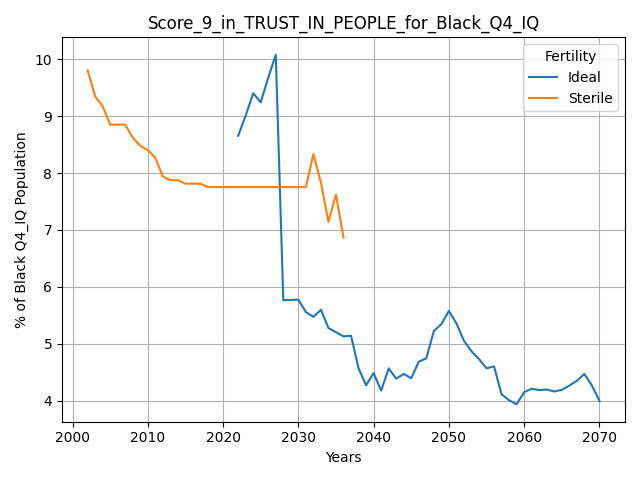 Score_9_in_TRUST_IN_PEOPLE_for_Black_Q4_IQ
Fertility
Ideal
Sterile
% of Black Q4_IQ Population
10
9
8
7
6
5
4
2000 2010 2020 2030 2040 2050 2060 2070
Years